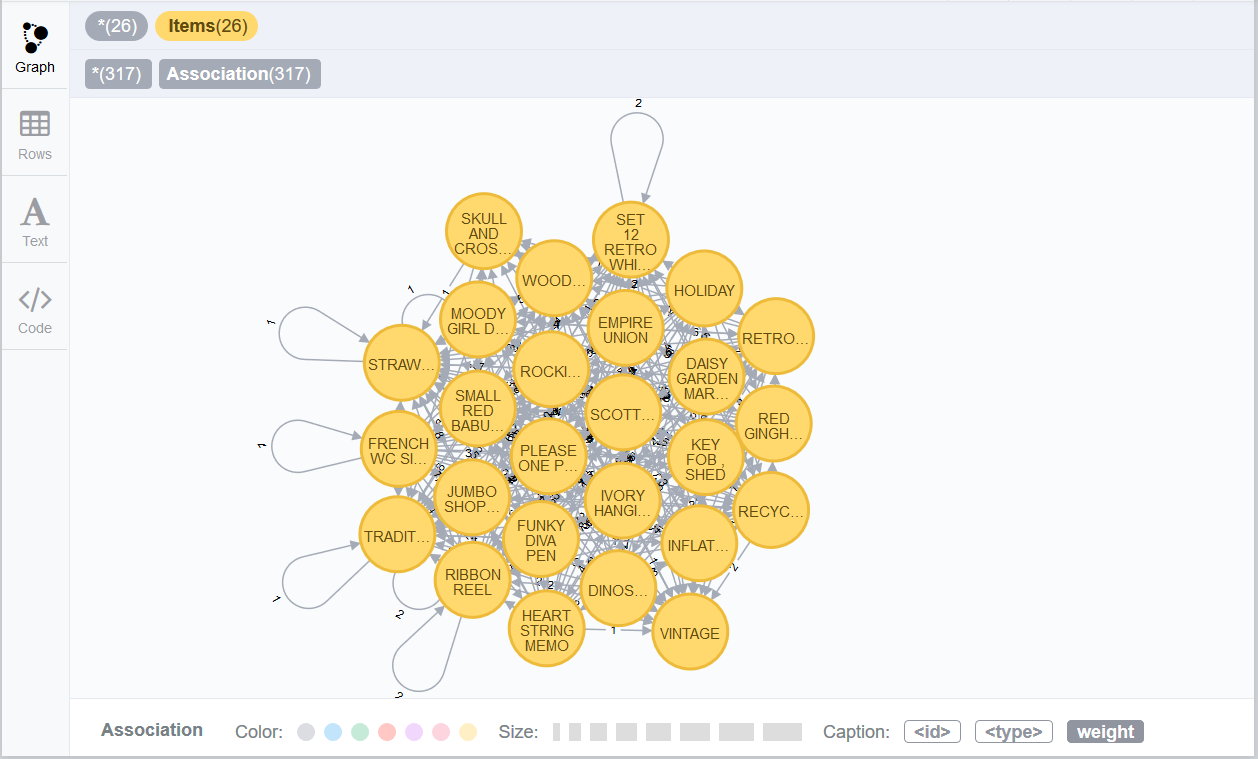 *(26)
Items(26)
*(317)
Association(317)
Graph
Rows
A
Text
</>
Code
2
SKULL
AND
CROS...
SET
12
RETRO
WHI...
WOOD...
HOLIDAY
MOODY
GIRL D...
EMPIRE
UNION
RETRO...
STRAW...
ROCKI...
DAISY
GARDEN
MAR...
SMALL
RED
BABU...
SCOTT...
RED
GINGH...
FRENCH
WC SI...
PLEASE
ONE P...
KEY
FOB ,
SHED
JUMBO
SHOP...
IVORY
HANGI...
RECYC...
TRADIT...
FUNKY
DIVA
PEN
INFLAT...
RIBBON
REEL
DINOS...
HEART
STRING
MEMO
VINTAGE
1
1
1
1
2
2
1
2
Association
Color:
Size:
Caption:
<id>
<type>
weight